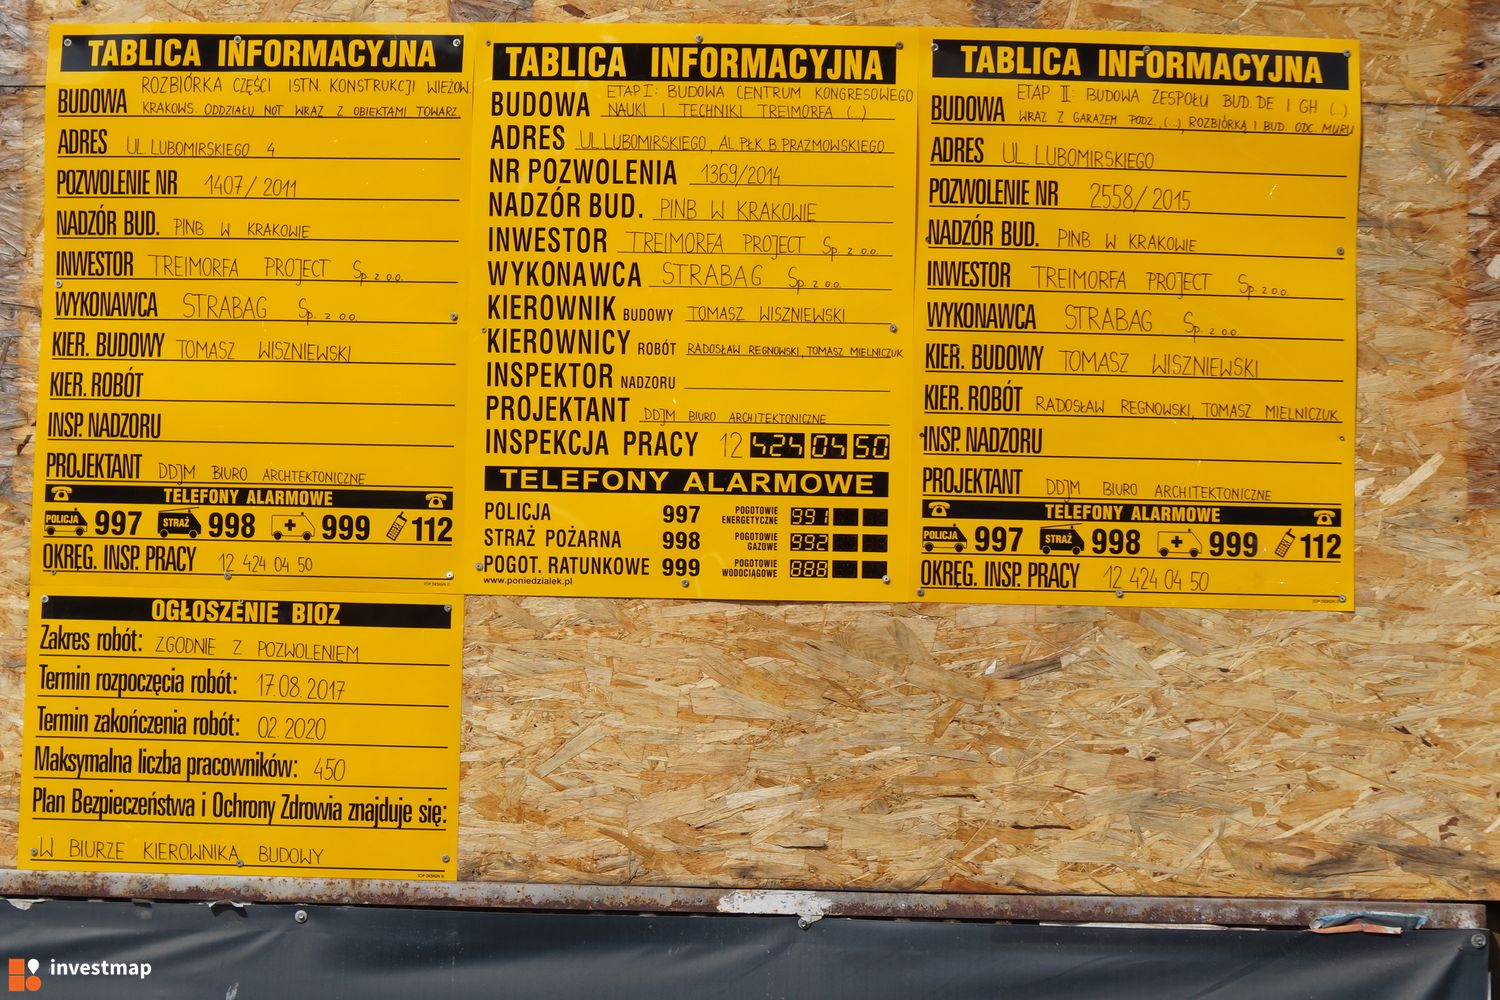 TABLICA INFORMACYJNA
BUDOWA ROZBIÓRKA CZĘŚCI ISTN. KONSTRUKCJI WIEŻOW.
KRAKOWS. ODDZIAŁU NOT WRAZ Z OBIEKTAMI TOWARZ.
ADRES UL. LUBOMIRSKIEGO 4
POZWOLENIE NR 1407/2011
NADZÓR BUD. PINB W KRAKOWIE
INWESTOR TREIMORFA PROJECT Sp. z o.o.
WYKONAWCA STRABAG Sp. z o.o.
KIER. BUDOWY TOMASZ WISZNIEWSKI
KIER. ROBÓT
INSP. NADZORU
PROJEKTANT DDJM BIURO ARCHITEKTONICZNE
TELEFONY ALARMOWE
POLICJA 997 STRAŻ 998 999 112
OKRĘG. INSP. PRACY 12 424 04 50
TOP DESIGN ©
OGŁOSZENIE BIOZ
Zakres robót: ZGODNIE Z POZWOLENIEM
Termin rozpoczęcia robót: 17.08.2017
Termin zakończenia robót: 02.2020
Maksymalna liczba pracowników: 450
Plan Bezpieczeństwa i Ochrony Zdrowia znajduje się:
W BIURZE KIEROWNIKA BUDOWY
TOP DESIGN ©
TABLICA INFORMACYJNA
BUDOWA ETAP I: BUDOWA CENTRUM KONGRESOWEGO
NAUKI I TECHNIKI TREIMORFA (...)
ADRES UL. LUBOMIRSKIEGO, AL. PŁK. B. PRAŻMOWSKIEGO
NR POZWOLENIA 1369/2014
NADZÓR BUD. PINB W KRAKOWIE
INWESTOR TREIMORFA PROJECT Sp. z o.o.
WYKONAWCA STRABAG Sp. z o.o.
KIEROWNIK BUDOWY TOMASZ WISZNIEWSKI
KIEROWNICY ROBÓT RADOSŁAW REGNOWSKI, TOMASZ MIELNICZUK
INSPEKTOR NADZORU
PROJEKTANT DDJM BIURO ARCHITEKTONICZNE
INSPEKCJA PRACY 12 424 04 50
TELEFONY ALARMOWE
POLICJA 997 POGOTOWIE ENERGETYCZNE 991
STRAŻ POŻARNA 998 POGOTOWIE GAZOWE 992
POGOT. RATUNKOWE 999 POGOTOWIE WODOCIĄGOWE
www.poniedzialek.pl
TABLICA INFORMACYJNA
BUDOWA ETAP II: BUDOWA ZESPOŁU BUD. DE I GH (...)
WRAZ Z GARAŻEM PODZ. (...), ROZBIÓRKĄ I BUD. ODC. MURU
ADRES UL. LUBOMIRSKIEGO
POZWOLENIE NR 2558/2015
NADZÓR BUD. PINB W KRAKOWIE
INWESTOR TREIMORFA PROJECT Sp. z o.o.
WYKONAWCA STRABAG Sp. z o.o.
KIER. BUDOWY TOMASZ WISZNIEWSKI
KIER. ROBÓT RADOSŁAW REGNOWSKI, TOMASZ MIELNICZUK
INSP. NADZORU
PROJEKTANT DDJM BIURO ARCHITEKTONICZNE
TELEFONY ALARMOWE
POLICJA 997 STRAŻ 998 999 112
OKRĘG. INSP. PRACY 12 424 04 50
TOP DESIGN ©
investmap